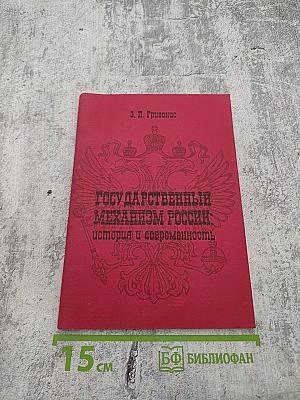 Э. П. Григонис
ГОСУДАРСТВЕННЫЙ
МЕХАНИЗМ РОССИИ:
история и современность
15 см
БФ БИБЛИОФАН